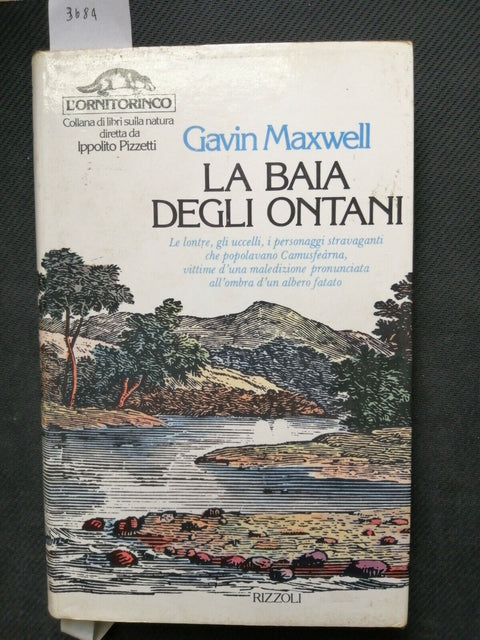 3684
L'ORNITORINCO
Collana di libri sulla natura
diretta da
Ippolito Pizzetti
Gavin Maxwell
LA BAIA
DEGLI ONTANI
Le lontre, gli uccelli, i personaggi stravaganti
che popolavano Camusfeàrna,
vittime d'una maledizione pronunciata
all'ombra d'un albero fatato
RIZZOLI